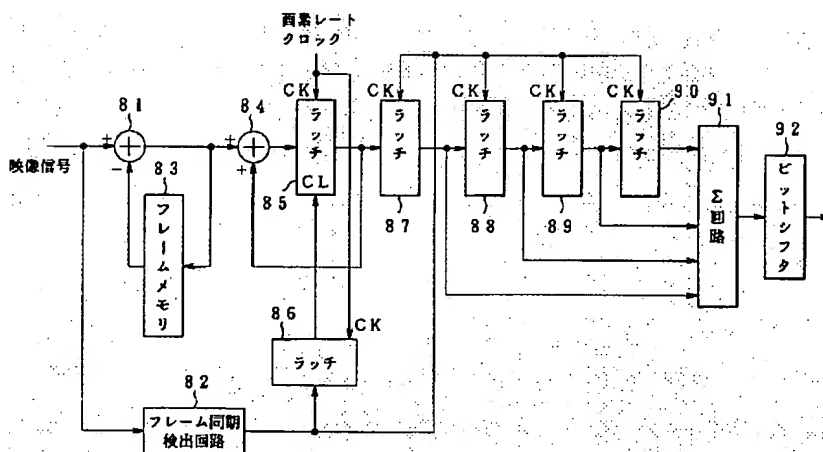 画素レート
クロック
81
84
CK
ラッチ
CL
85
CK
ラッチ
87
CK
ラッチ
88
CK
ラッチ
89
CK
ラッチ
90
91
Σ回路
92
ビットシフタ
映像信号
+
−
+
+
83
フレームメモリ
86
CK
ラッチ
82
フレーム同期
検出回路